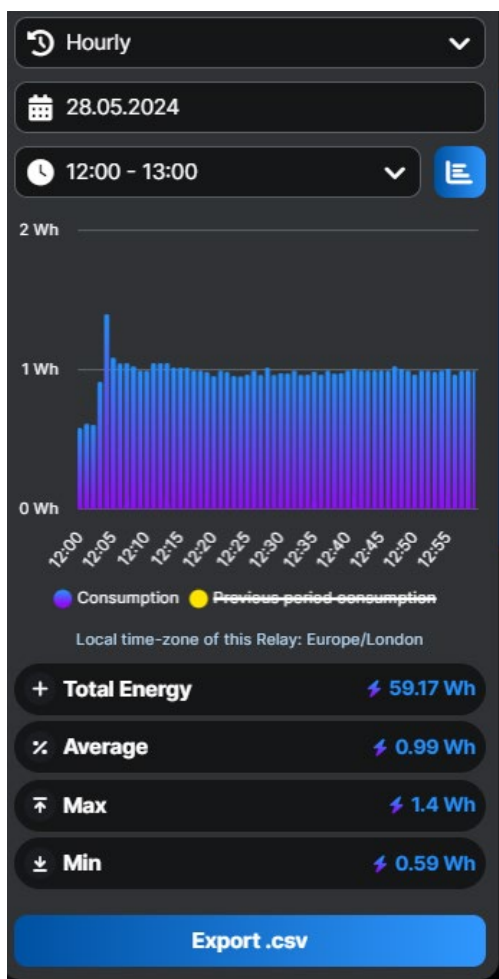 Hourly
28.05.2024
12:00 - 13:00
2 Wh
1 Wh
0 Wh
12:00 12:05 12:10 12:15 12:20 12:25 12:30 12:35 12:40 12:45 12:50 12:55
Consumption Previous period consumption
Local time-zone of this Relay: Europe/London
Total Energy 59.17 Wh
Average 0.99 Wh
Max 1.4 Wh
Min 0.59 Wh
Export .csv